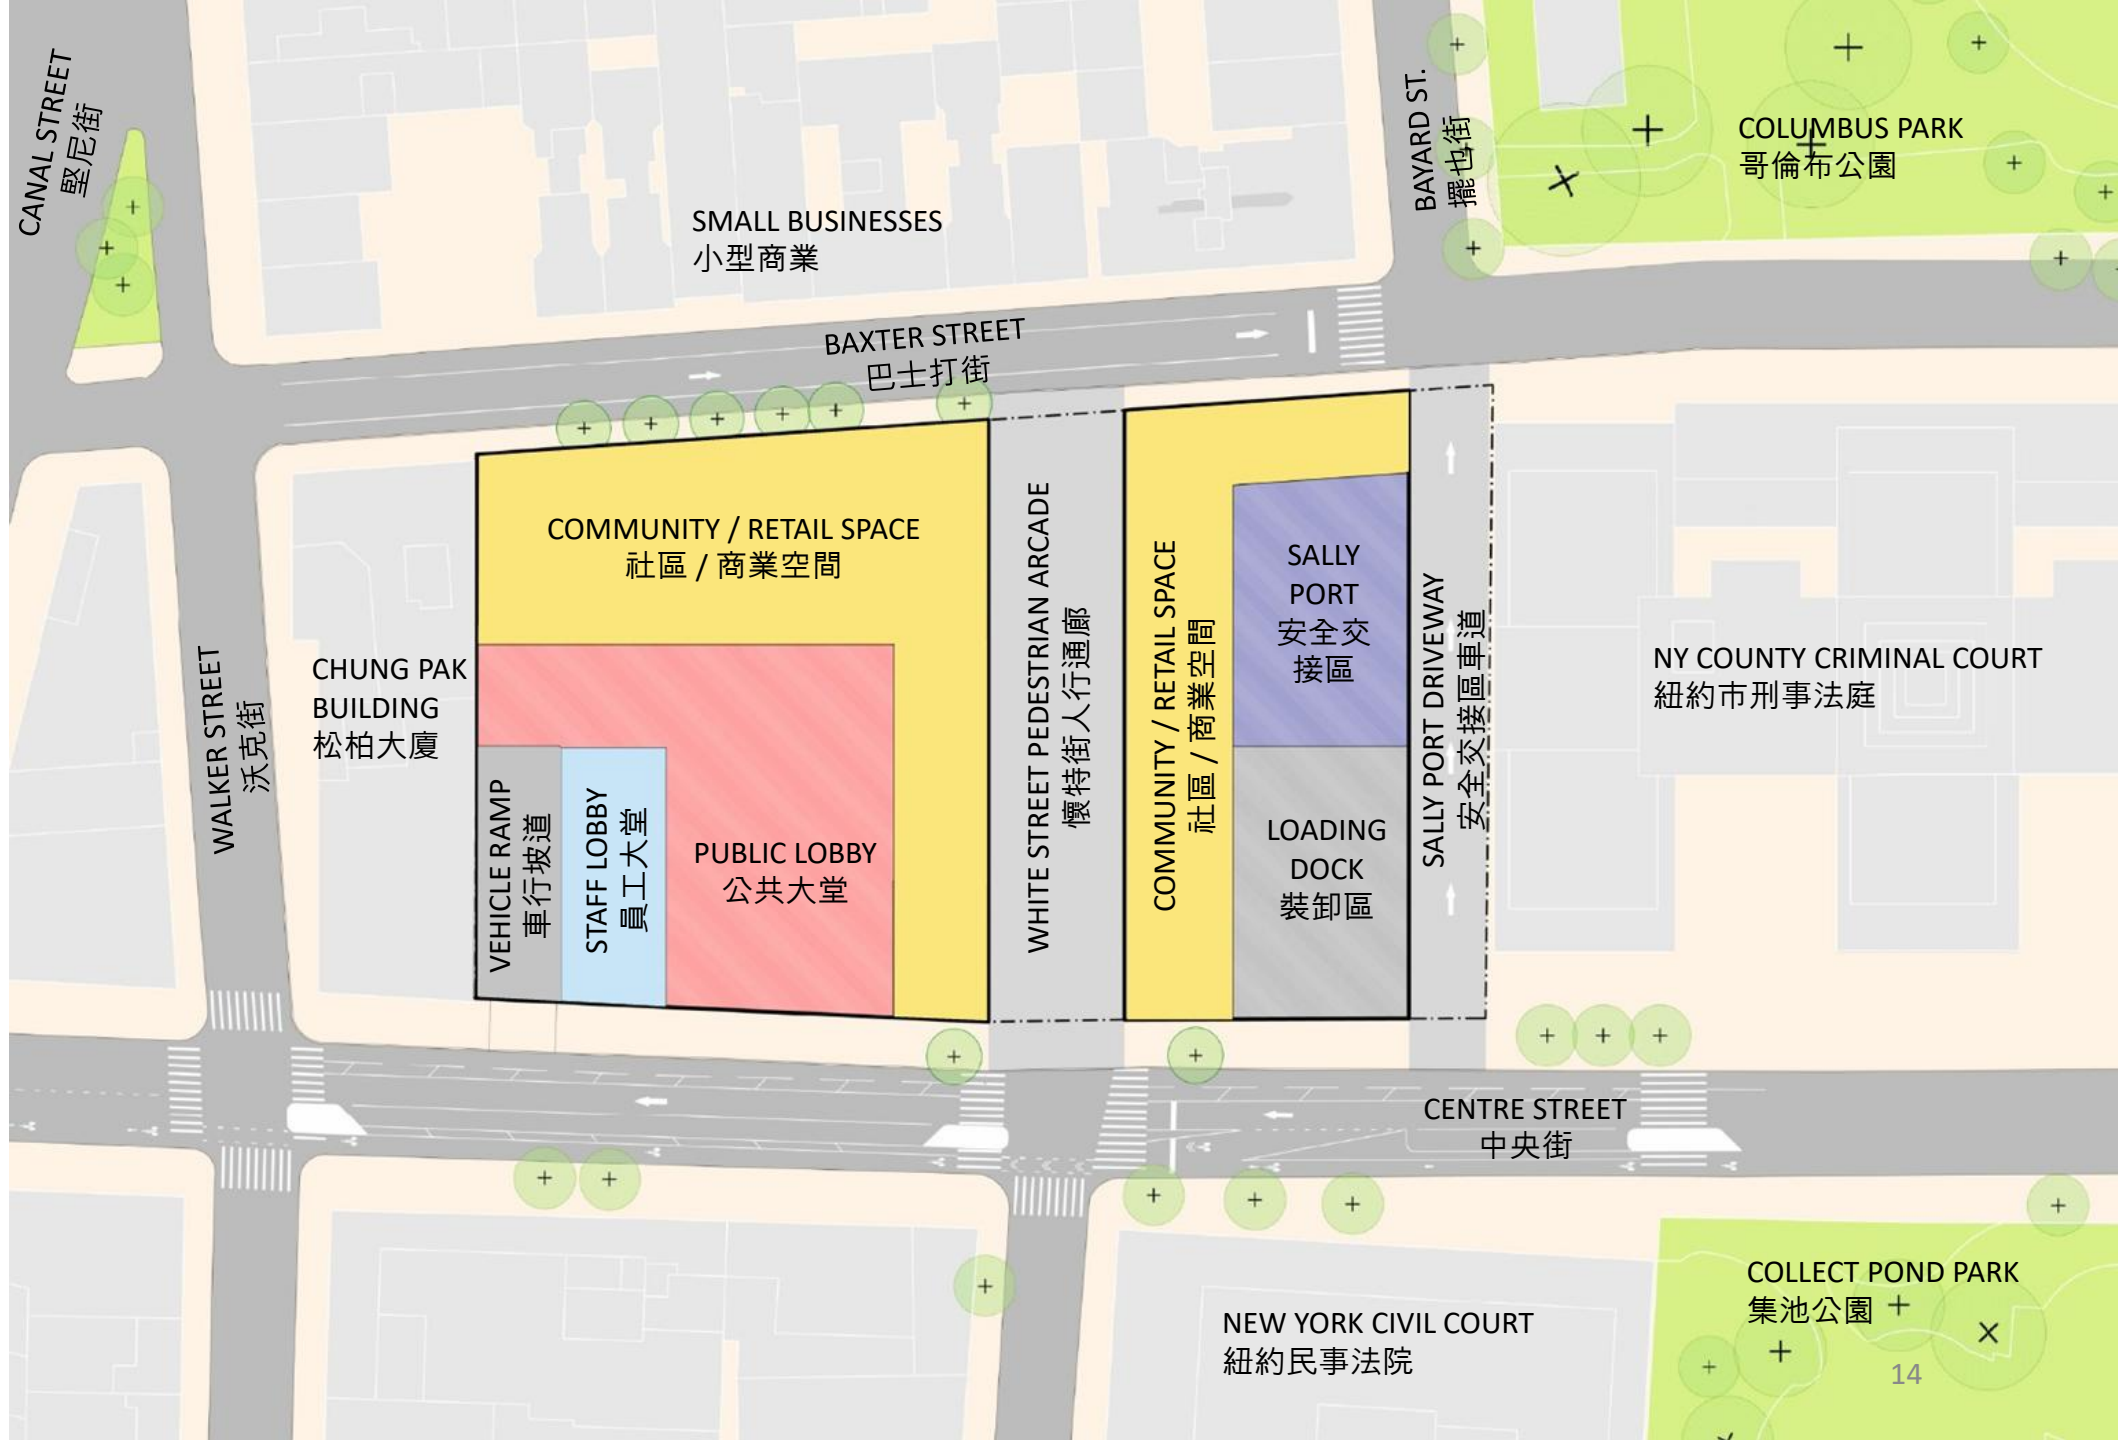 CANAL STREET
堅尼街
BAYARD ST.
擺也街
COLUMBUS PARK
哥倫布公園
SMALL BUSINESSES
小型商業
BAXTER STREET
巴士打街
COMMUNITY / RETAIL SPACE
社區 / 商業空間
WALKER STREET
沃克街
CHUNG PAK
BUILDING
松柏大廈
VEHICLE RAMP
車行坡道
STAFF LOBBY
員工大堂
PUBLIC LOBBY
公共大堂
WHITE STREET PEDESTRIAN ARCADE
懷特街人行通廊
COMMUNITY / RETAIL SPACE
社區 / 商業空間
SALLY
PORT
安全交
接區
LOADING
DOCK
裝卸區
SALLY PORT DRIVEWAY
安全交接區車道
NY COUNTY CRIMINAL COURT
紐約市刑事法庭
CENTRE STREET
中央街
NEW YORK CIVIL COURT
紐約民事法院
COLLECT POND PARK
集池公園
14